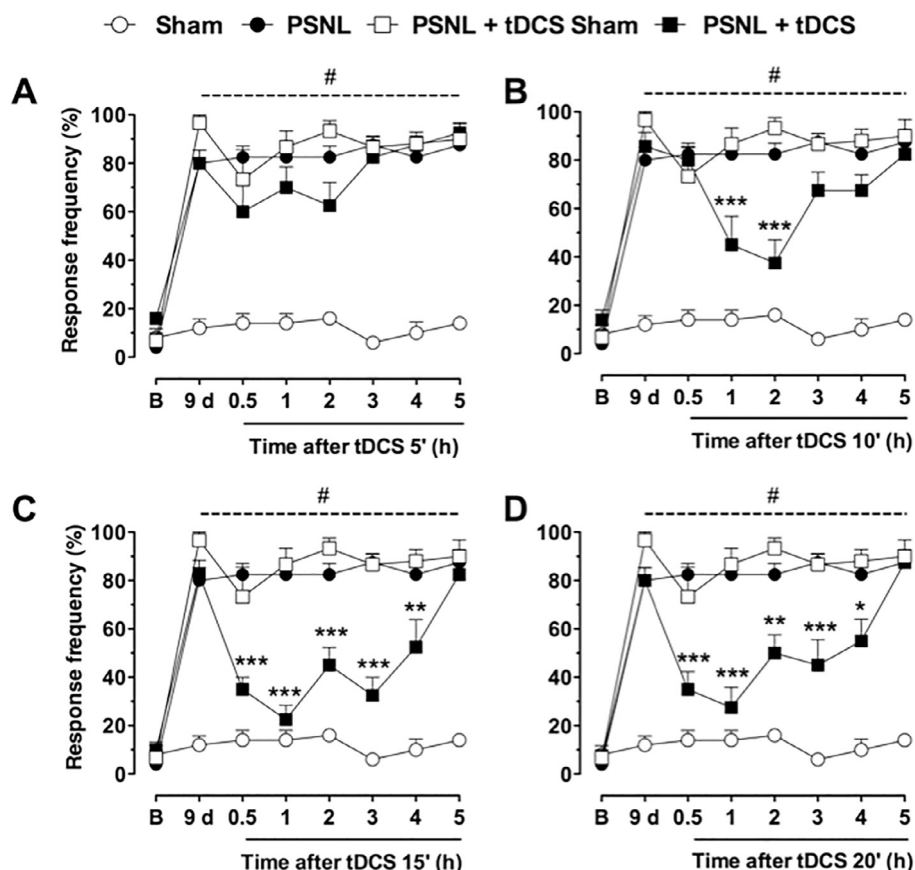 Sham PSNL PSNL + tDCS Sham PSNL + tDCS
A
#
Response frequency (%)
100
80
60
40
20
0
B 9 d 0.5 1 2 3 4 5
Time after tDCS 5' (h)
B
#
Response frequency (%)
100
80
60
40
20
0
***
***
B 9 d 0.5 1 2 3 4 5
Time after tDCS 10' (h)
C
#
Response frequency (%)
100
80
60
40
20
0
***
***
***
***
**
B 9 d 0.5 1 2 3 4 5
Time after tDCS 15' (h)
D
#
Response frequency (%)
100
80
60
40
20
0
***
***
**
***
*
B 9 d 0.5 1 2 3 4 5
Time after tDCS 20' (h)